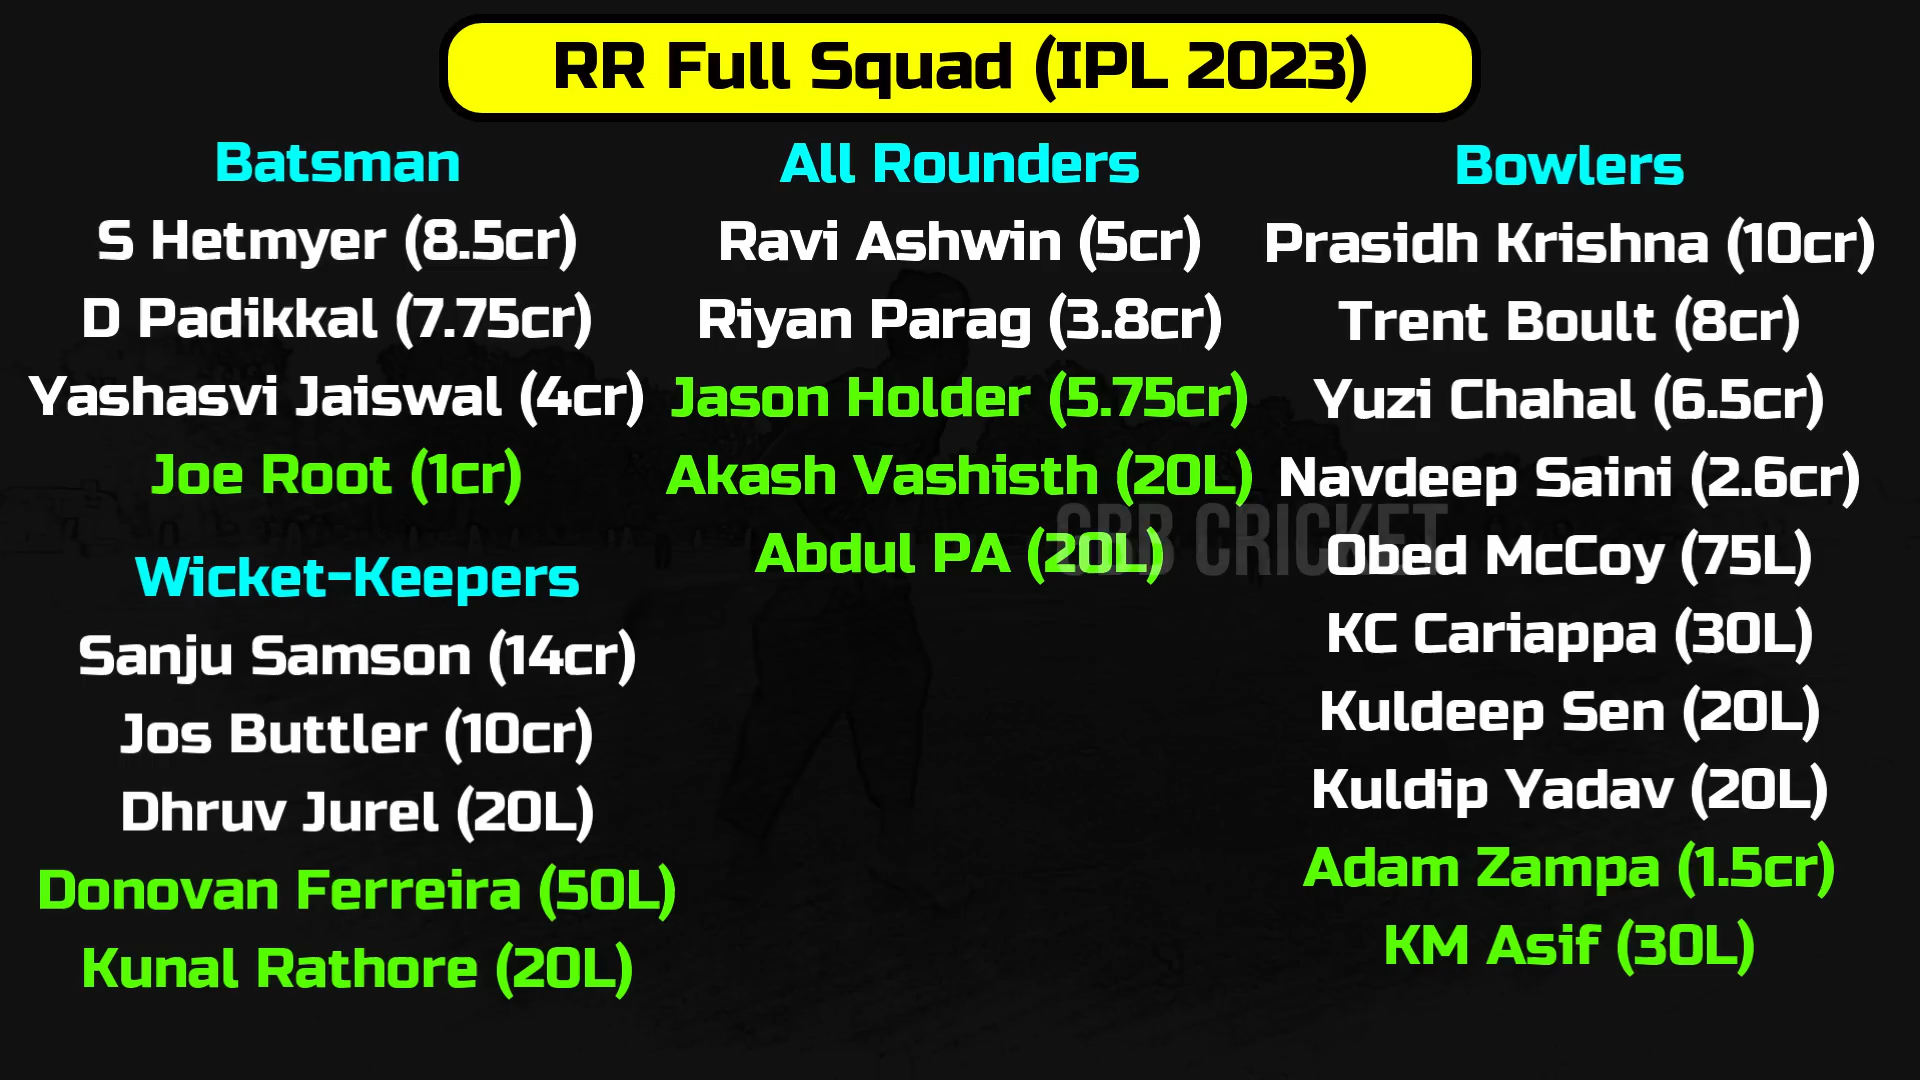 RR Full Squad (IPL 2023)
Batsman
S Hetmyer (8.5cr)
D Padikkal (7.75cr)
Yashasvi Jaiswal (4cr)
Joe Root (1cr)
Wicket-Keepers
Sanju Samson (14cr)
Jos Buttler (10cr)
Dhruv Jurel (20L)
Donovan Ferreira (50L)
Kunal Rathore (20L)
All Rounders
Ravi Ashwin (5cr)
Riyan Parag (3.8cr)
Jason Holder (5.75cr)
Akash Vashisth (20L)
Abdul PA (20L)
Bowlers
Prasidh Krishna (10cr)
Trent Boult (8cr)
Yuzi Chahal (6.5cr)
Navdeep Saini (2.6cr)
Obed McCoy (75L)
KC Cariappa (30L)
Kuldeep Sen (20L)
Kuldip Yadav (20L)
Adam Zampa (1.5cr)
KM Asif (30L)
CRICKET